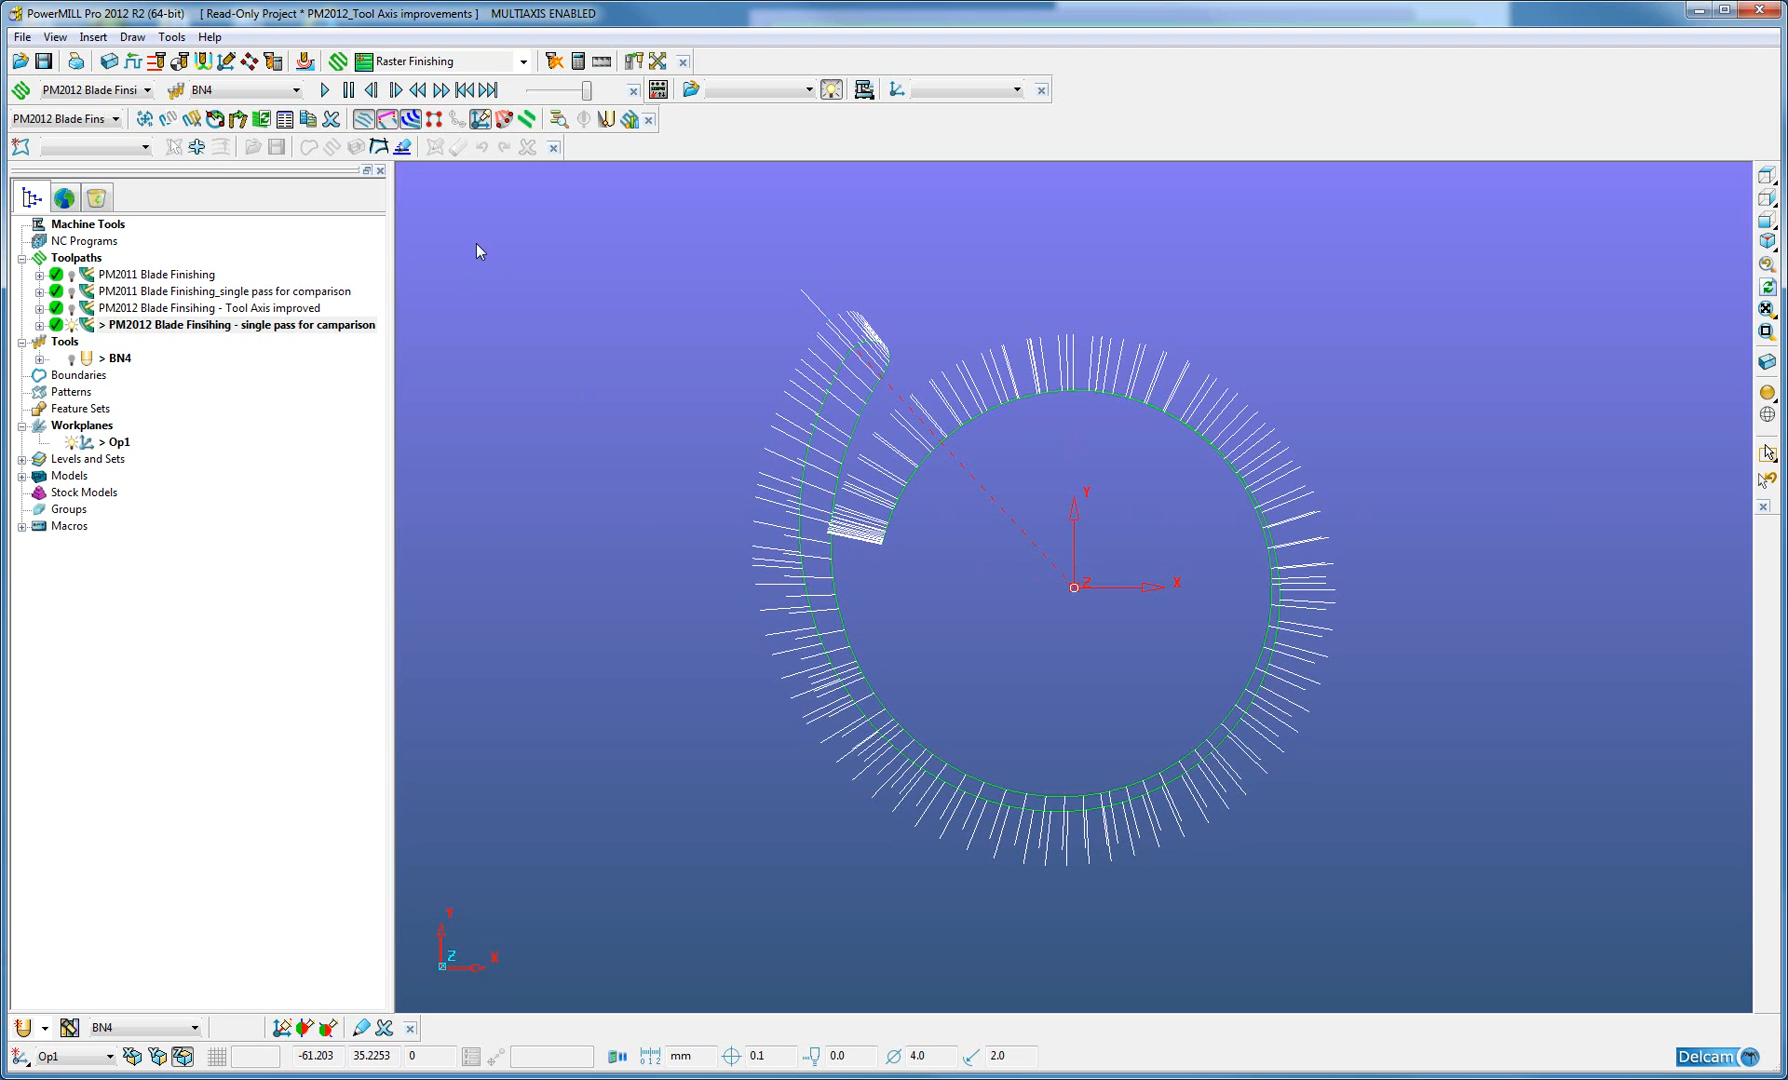 PowerMILL Pro 2012 R2 (64-bit) [ Read-Only Project * PM2012_Tool Axis improvements ] MULTIAXIS ENABLED
File View Insert Draw Tools Help
Raster Finishing
PM2012 Blade Finsi BN4
PM2012 Blade Fins
Machine Tools
NC Programs
Toolpaths
PM2011 Blade Finishing
PM2011 Blade Finishing_single pass for comparison
PM2012 Blade Finsihing - Tool Axis improved
> PM2012 Blade Finsihing - single pass for camparison
Tools
> BN4
Boundaries
Patterns
Feature Sets
Workplanes
> Op1
Levels and Sets
Models
Stock Models
Groups
Macros
Y
Z X
Y
Z X
BN4
Op1 -61.203 35.2253 0 mm 0.1 0.0 4.0 2.0
Delcam